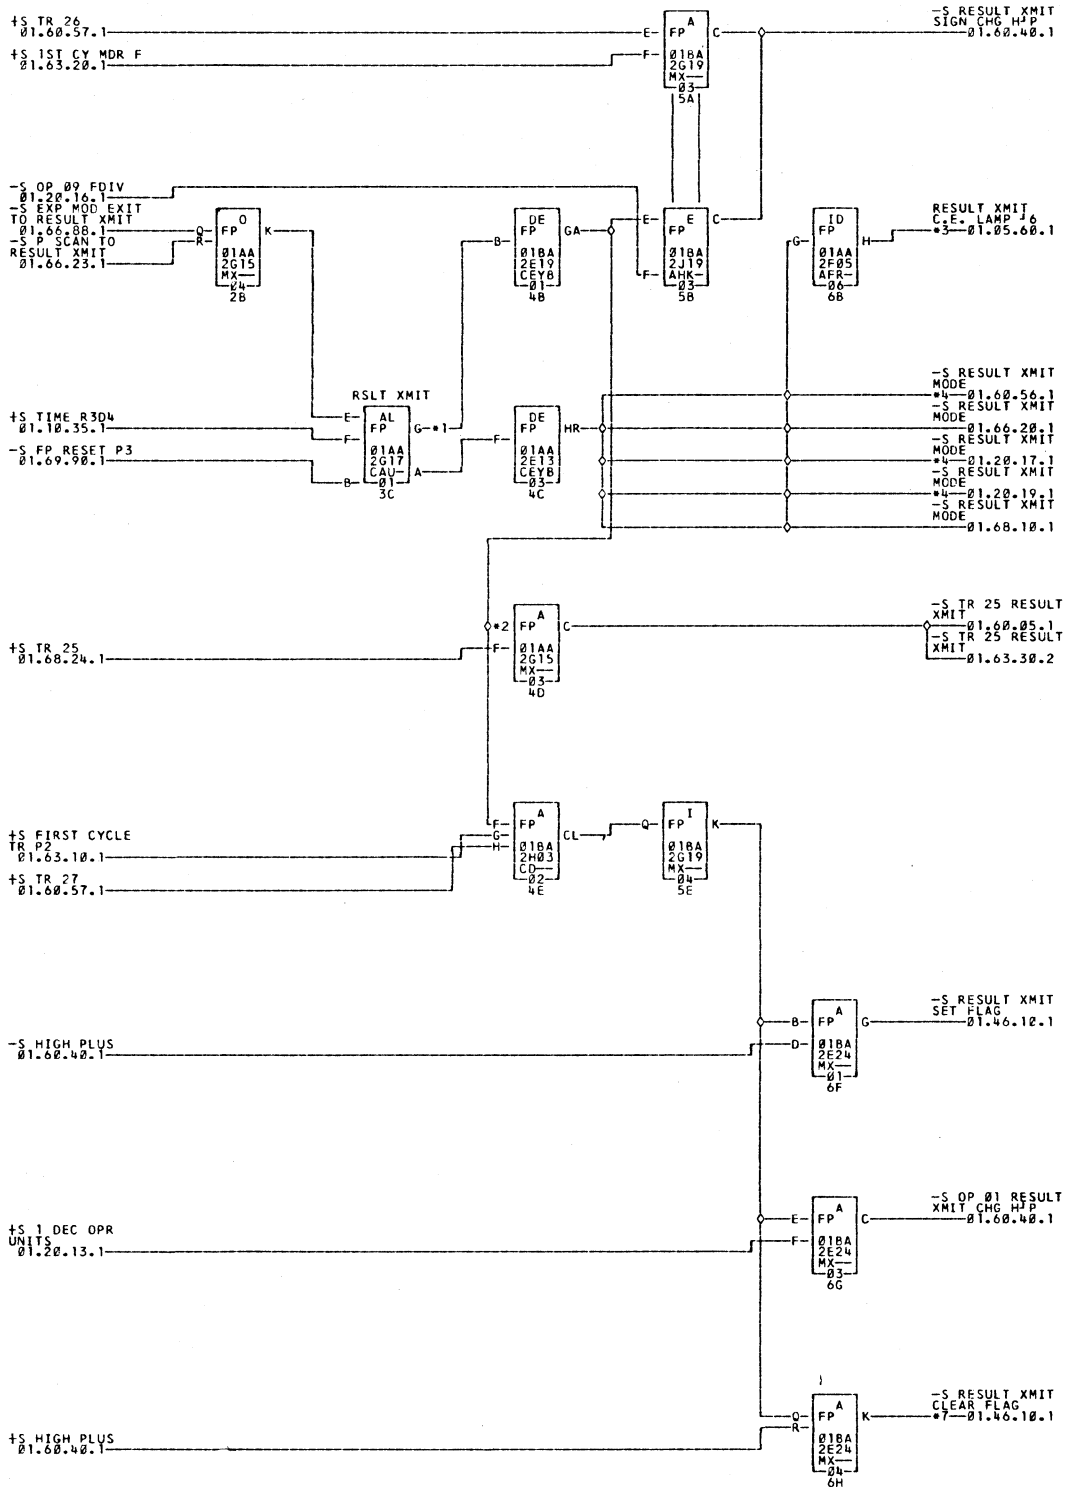 +S TR 26
01.60.57.1
+S 1ST CY MDR F
01.63.20.1
E
F
A
FP
01BA
2G19
MX--
03
5A
C
-S RESULT XMIT
SIGN CHG H'P
01.60.40.1
-S OP 09 FDIV
01.20.16.1
-S EXP MOD EXIT
TO RESULT XMIT
01.66.88.1
-S P SCAN TO
RESULT XMIT
01.66.23.1
Q
R
O
FP
01AA
2G15
MX--
04
2B
K
B
DE
FP
01BA
2E19
CEYB
01
4B
GA
E
F
E
FP
01BA
2J19
AHK-
03
5B
C
G
ID
FP
01AA
2F05
AFR-
06
6B
H
RESULT XMIT
C.E. LAMP J6
*3-01.05.60.1
+S TIME R3D4
01.10.35.1
-S FP RESET P3
01.69.90.1
RSLT XMIT
E
F
B
AL
FP
01AA
2G17
CAU-
01
3C
G *1
A
F
DE
FP
01AA
2E13
CEYB
03
4C
HR
-S RESULT XMIT
MODE
*4-01.60.56.1
-S RESULT XMIT
MODE
01.66.20.1
-S RESULT XMIT
MODE
*4-01.20.17.1
-S RESULT XMIT
MODE
*4-01.20.19.1
-S RESULT XMIT
MODE
01.68.10.1
+S TR 25
01.68.24.1
*2
F
A
FP
01AA
2G15
MX--
03
4D
C
-S TR 25 RESULT
XMIT
01.60.05.1
-S TR 25 RESULT
XMIT
01.63.30.2
+S FIRST CYCLE
TR P2
01.63.10.1
+S TR 27
01.60.57.1
F
G
H
A
FP
01BA
2H03
CD--
02
4E
CL
Q
I
FP
01BA
2G19
MX--
04
5E
K
-S HIGH PLUS
01.60.40.1
B
D
A
FP
01BA
2E24
MX--
01
6F
G
-S RESULT XMIT
SET FLAG
01.46.12.1
+S 1 DEC OPR
UNITS
01.20.13.1
E
F
A
FP
01BA
2E24
MX--
03
6G
C
-S OP 01 RESULT
XMIT CHG H'P
01.60.40.1
+S HIGH PLUS
01.60.40.1
Q
R
A
FP
01BA
2E24
MX--
04
6H
K
-S RESULT XMIT
CLEAR FLAG
*7-01.46.10.1